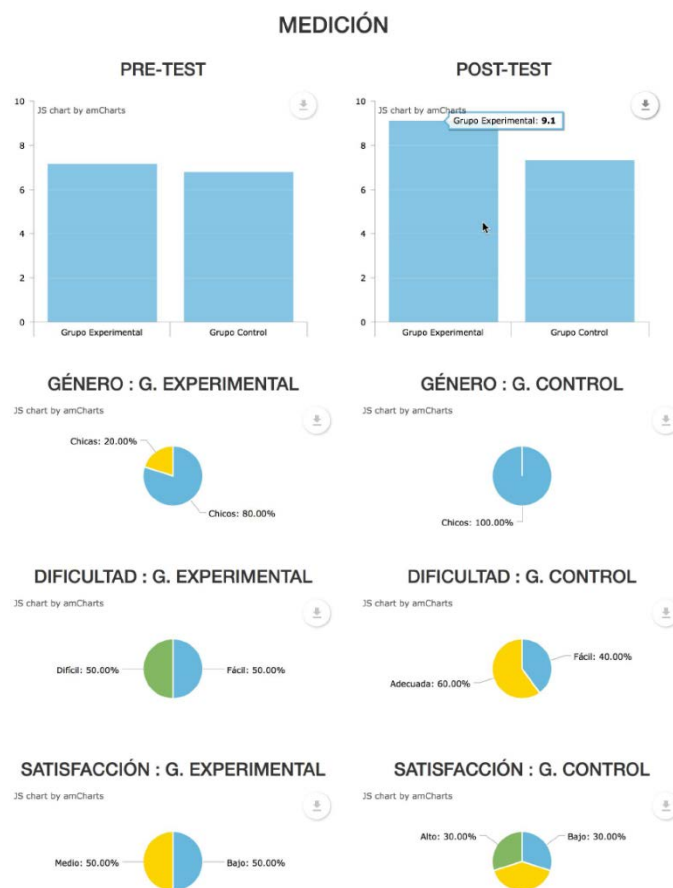 MEDICIÓN
PRE-TEST
10
JS chart by amCharts
8
6
4
2
0
Grupo Experimental
Grupo Control
POST-TEST
10
JS chart by amCharts
Grupo Experimental: 9.1
8
6
4
2
0
Grupo Experimental
Grupo Control
GÉNERO : G. EXPERIMENTAL
JS chart by amCharts
Chicas: 20.00%
Chicos: 80.00%
GÉNERO : G. CONTROL
JS chart by amCharts
Chicos: 100.00%
DIFICULTAD : G. EXPERIMENTAL
JS chart by amCharts
Difícil: 50.00%
Fácil: 50.00%
DIFICULTAD : G. CONTROL
JS chart by amCharts
Fácil: 40.00%
Adecuada: 60.00%
SATISFACCIÓN : G. EXPERIMENTAL
JS chart by amCharts
Medio: 50.00%
Bajo: 50.00%
SATISFACCIÓN : G. CONTROL
JS chart by amCharts
Alto: 30.00%
Bajo: 30.00%